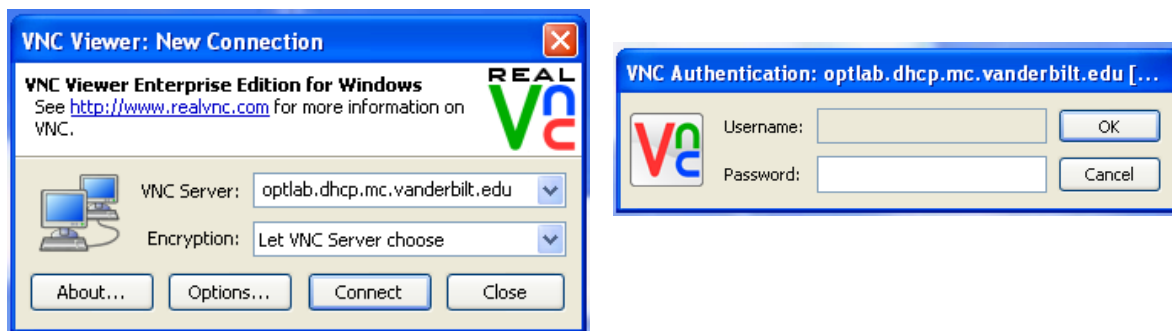 VNC Viewer: New Connection
VNC Viewer Enterprise Edition for Windows
See http://www.realvnc.com for more information on
VNC.
REAL
Vnc
VNC Server: optlab.dhcp.mc.vanderbilt.edu
Encryption: Let VNC Server choose
About... Options... Connect Close
VNC Authentication: optlab.dhcp.mc.vanderbilt.edu [...
Vnc
Username: OK
Password: Cancel